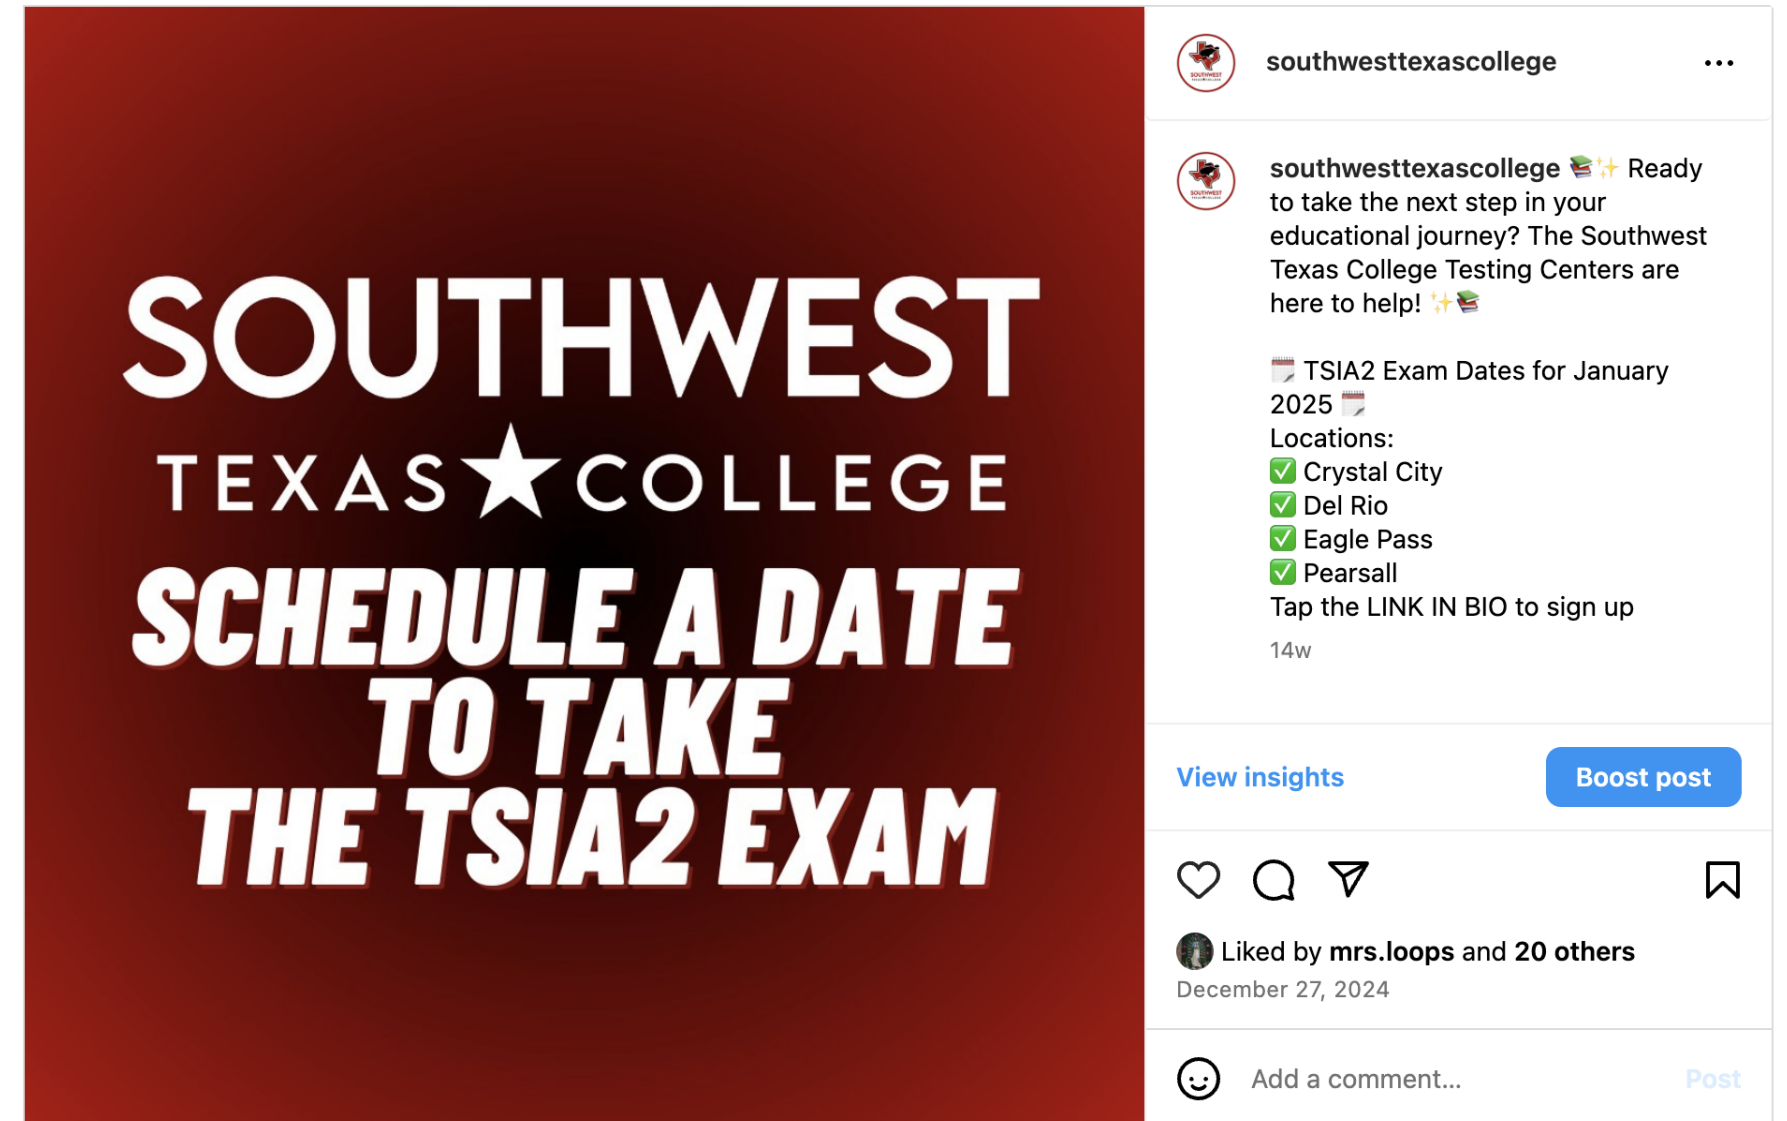 SOUTHWEST
TEXAS★COLLEGE
SCHEDULE A DATE
TO TAKE
THE TSIA2 EXAM
southwesttexascollege
southwesttexascollege 📚✨ Ready
to take the next step in your
educational journey? The Southwest
Texas College Testing Centers are
here to help! ✨📚
🗓️ TSIA2 Exam Dates for January
2025 🗓️
Locations:
✅ Crystal City
✅ Del Rio
✅ Eagle Pass
✅ Pearsall
Tap the LINK IN BIO to sign up
14w
View insights
Boost post
Liked by mrs.loops and 20 others
December 27, 2024
Add a comment...
Post